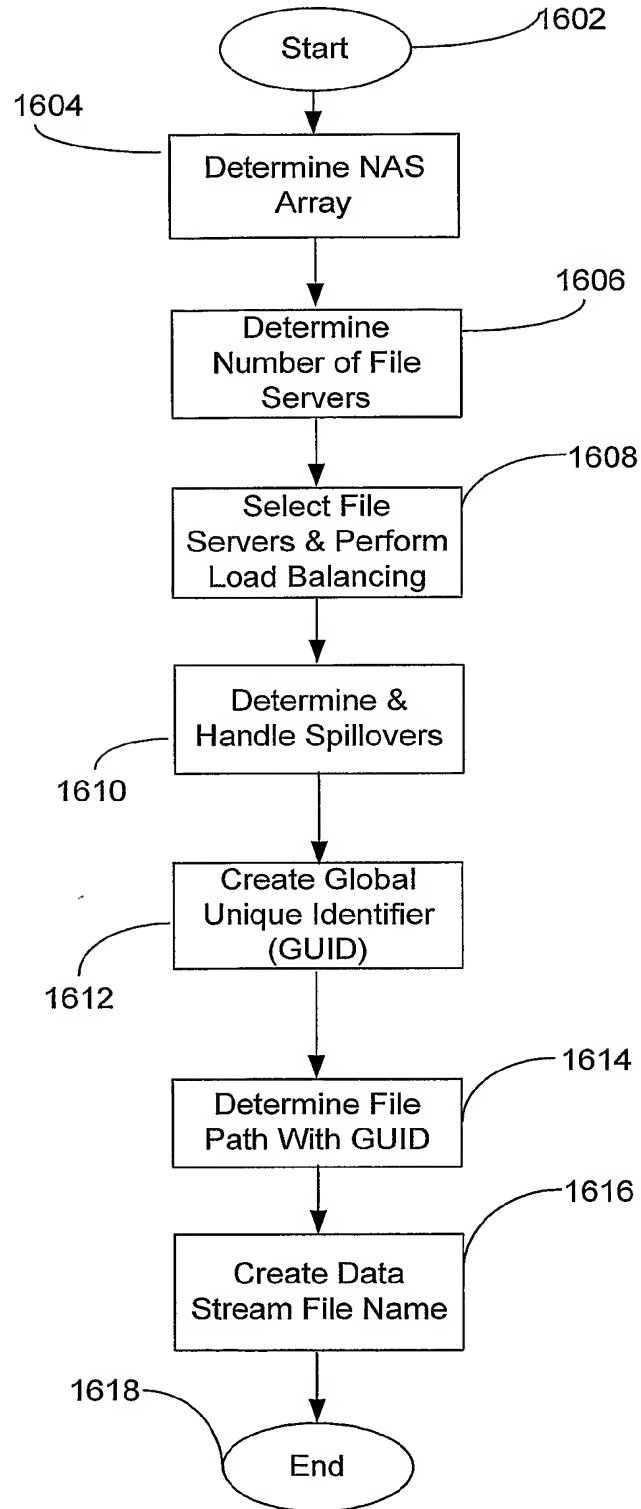 1602
Start
1604
Determine NAS
Array
1606
Determine
Number of File
Servers
1608
Select File
Servers & Perform
Load Balancing
Determine &
Handle Spillovers
1610
Create Global
Unique Identifier
(GUID)
1612
1614
Determine File
Path With GUID
1616
Create Data
Stream File Name
1618
End